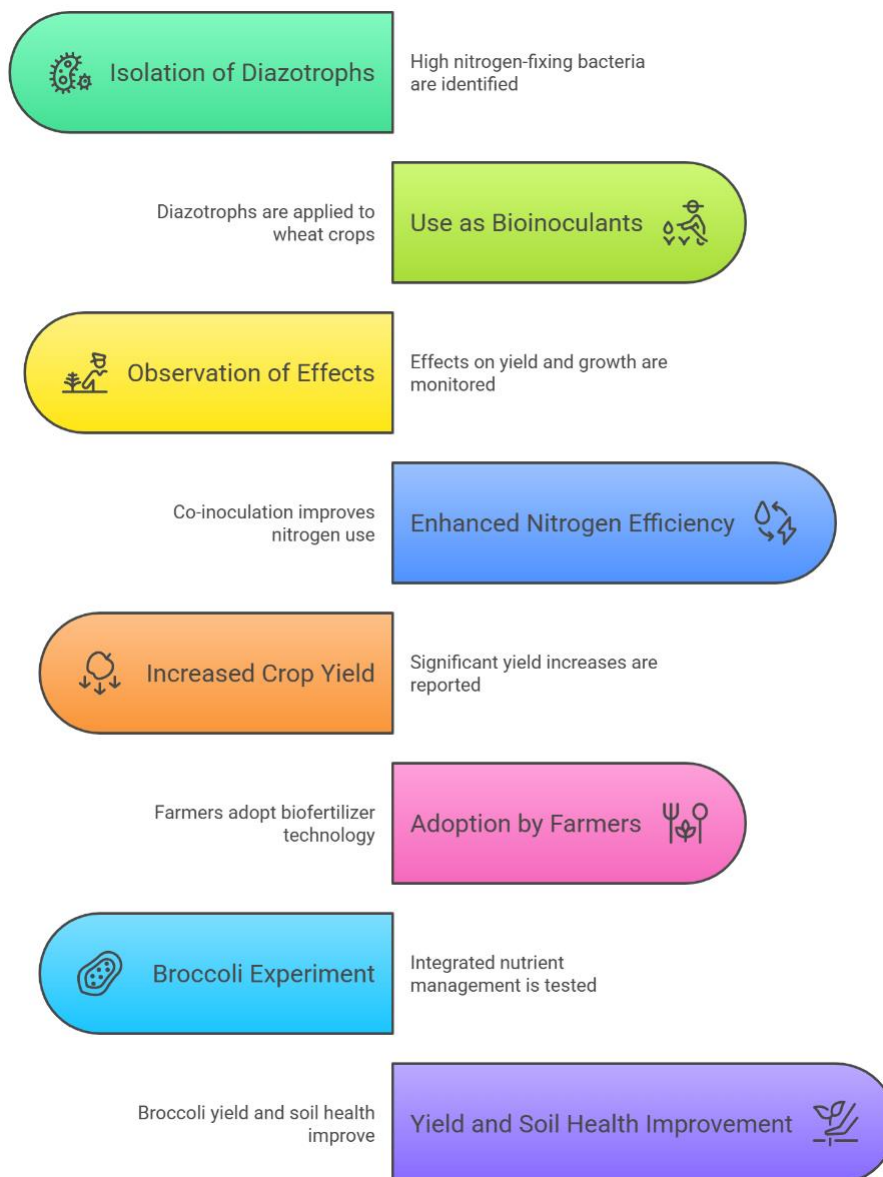 Isolation of Diazotrophs
High nitrogen-fixing bacteria
are identified
Diazotrophs are applied to
wheat crops
Use as Bioinoculants
Observation of Effects
Effects on yield and growth are
monitored
Co-inoculation improves
nitrogen use
Enhanced Nitrogen Efficiency
Increased Crop Yield
Significant yield increases are
reported
Farmers adopt biofertilizer
technology
Adoption by Farmers
Broccoli Experiment
Integrated nutrient
management is tested
Broccoli yield and soil health
improve
Yield and Soil Health Improvement